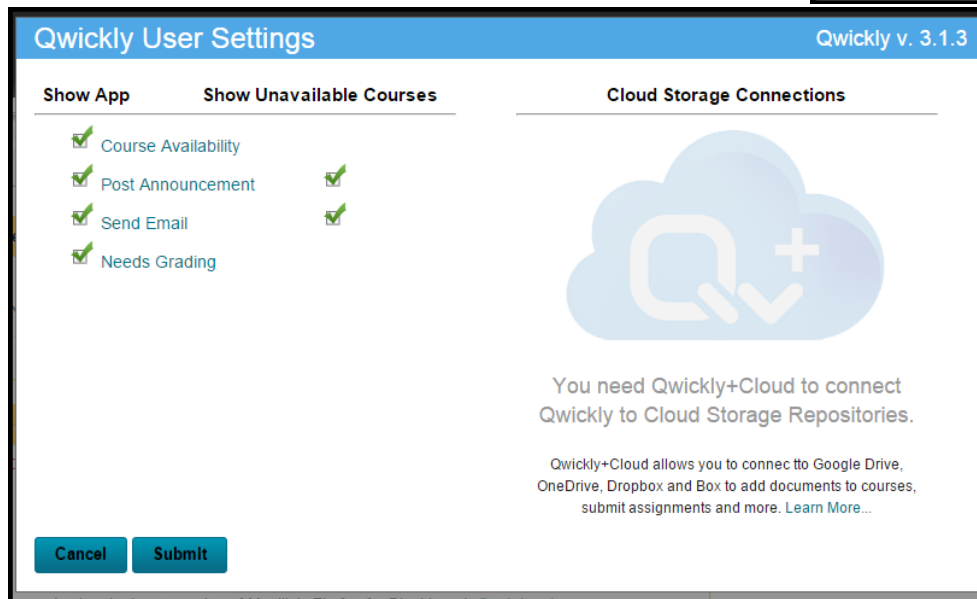 Qwickly User Settings
Qwickly v. 3.1.3
Show App
Show Unavailable Courses
Course Availability
Post Announcement
Send Email
Needs Grading
Cloud Storage Connections
Q+
You need Qwickly+Cloud to connect
Qwickly to Cloud Storage Repositories.
Qwickly+Cloud allows you to connec tto Google Drive,
OneDrive, Dropbox and Box to add documents to courses,
submit assignments and more. Learn More...
Cancel
Submit